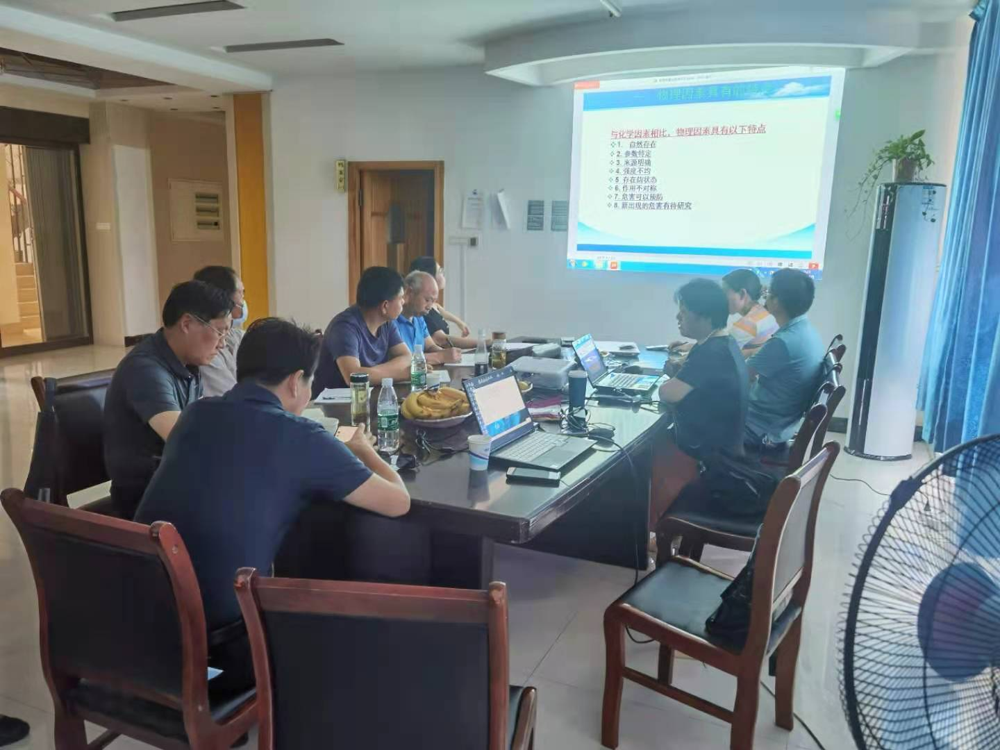 物理因素具有的特点
与化学因素相比，物理因素具有以下特点
❖1. 自然存在
❖2. 参数特定
❖3. 来源明确
❖4. 强度不均
❖5 存在的状态
❖6. 作用不对称
❖7. 危害可以预防
❖8. 新出现的危害有待研究